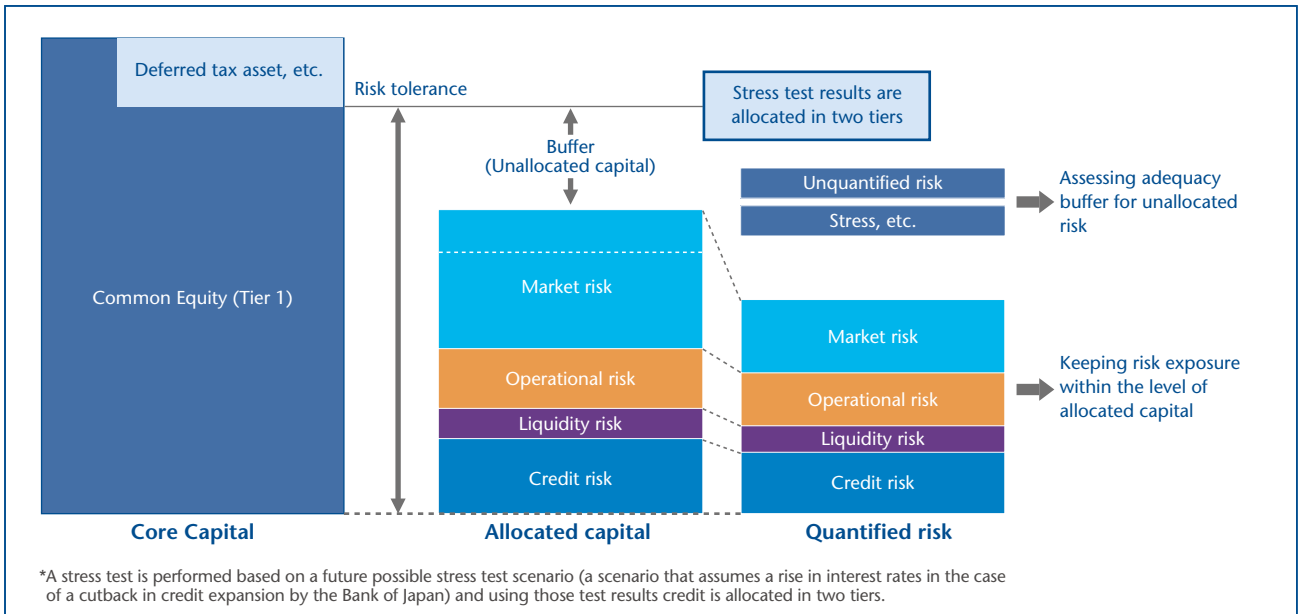 Deferred tax asset, etc.
Common Equity (Tier 1)
Core Capital
Risk tolerance
Buffer
(Unallocated capital)
Market risk
Operational risk
Liquidity risk
Credit risk
Allocated capital
Stress test results are
allocated in two tiers
Unquantified risk
Stress, etc.
Market risk
Operational risk
Liquidity risk
Credit risk
Quantified risk
Assessing adequacy
buffer for unallocated
risk
Keeping risk exposure
within the level of
allocated capital
*A stress test is performed based on a future possible stress test scenario (a scenario that assumes a rise in interest rates in the case
of a cutback in credit expansion by the Bank of Japan) and using those test results credit is allocated in two tiers.